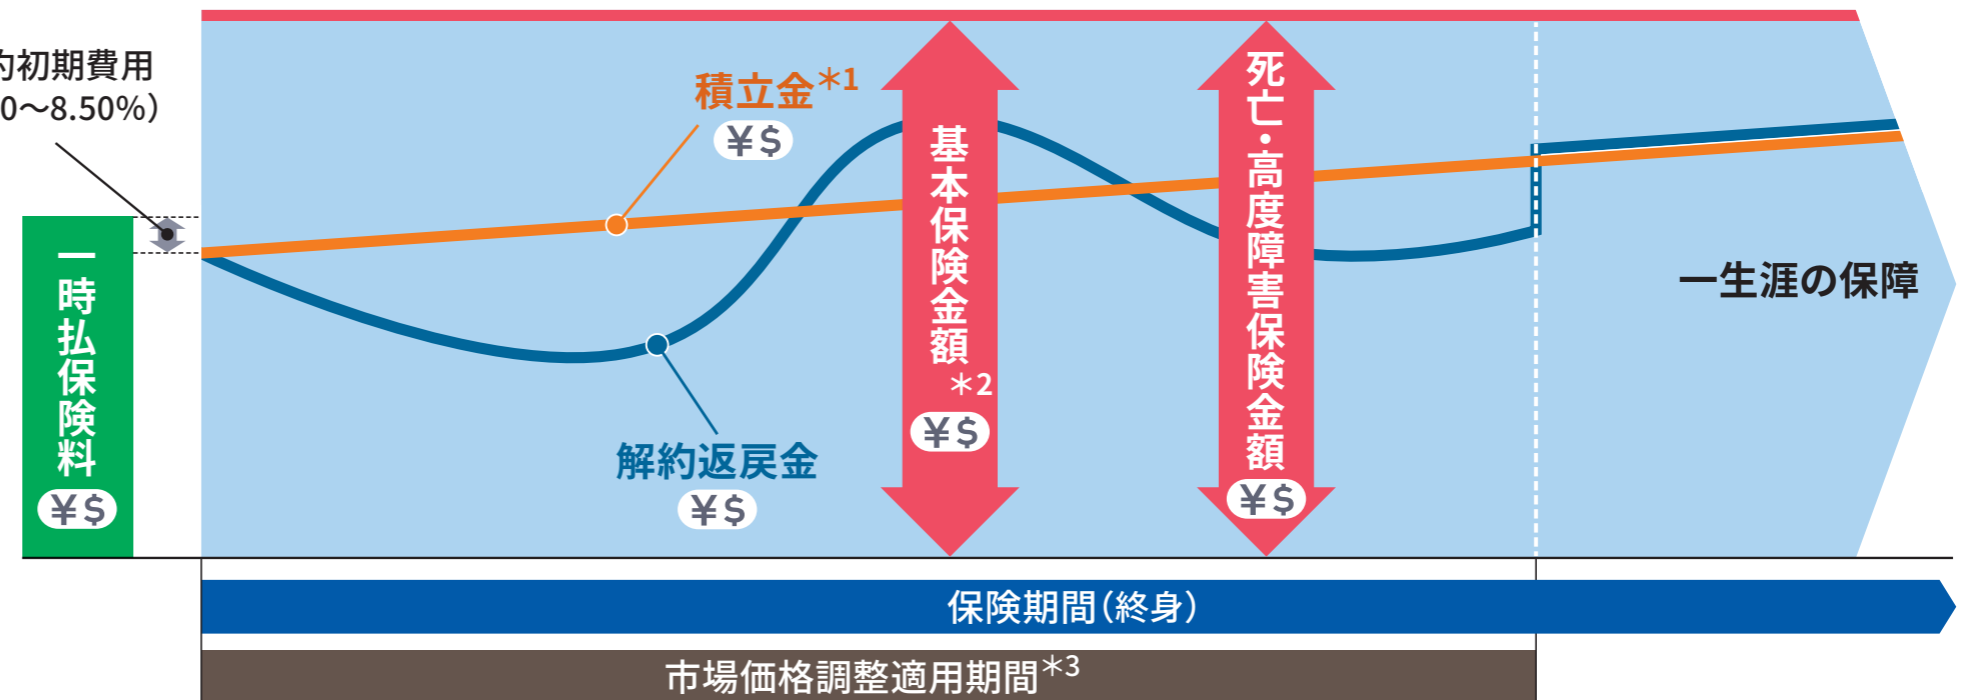 約初期費用
0～8.50%）
積立金＊1
¥$
一時払保険料
¥$
解約返戻金
¥$
基本保険金額＊2
¥$
死亡・高度障害保険金額
¥$
一生涯の保障
保険期間（終身）
市場価格調整適用期間＊3